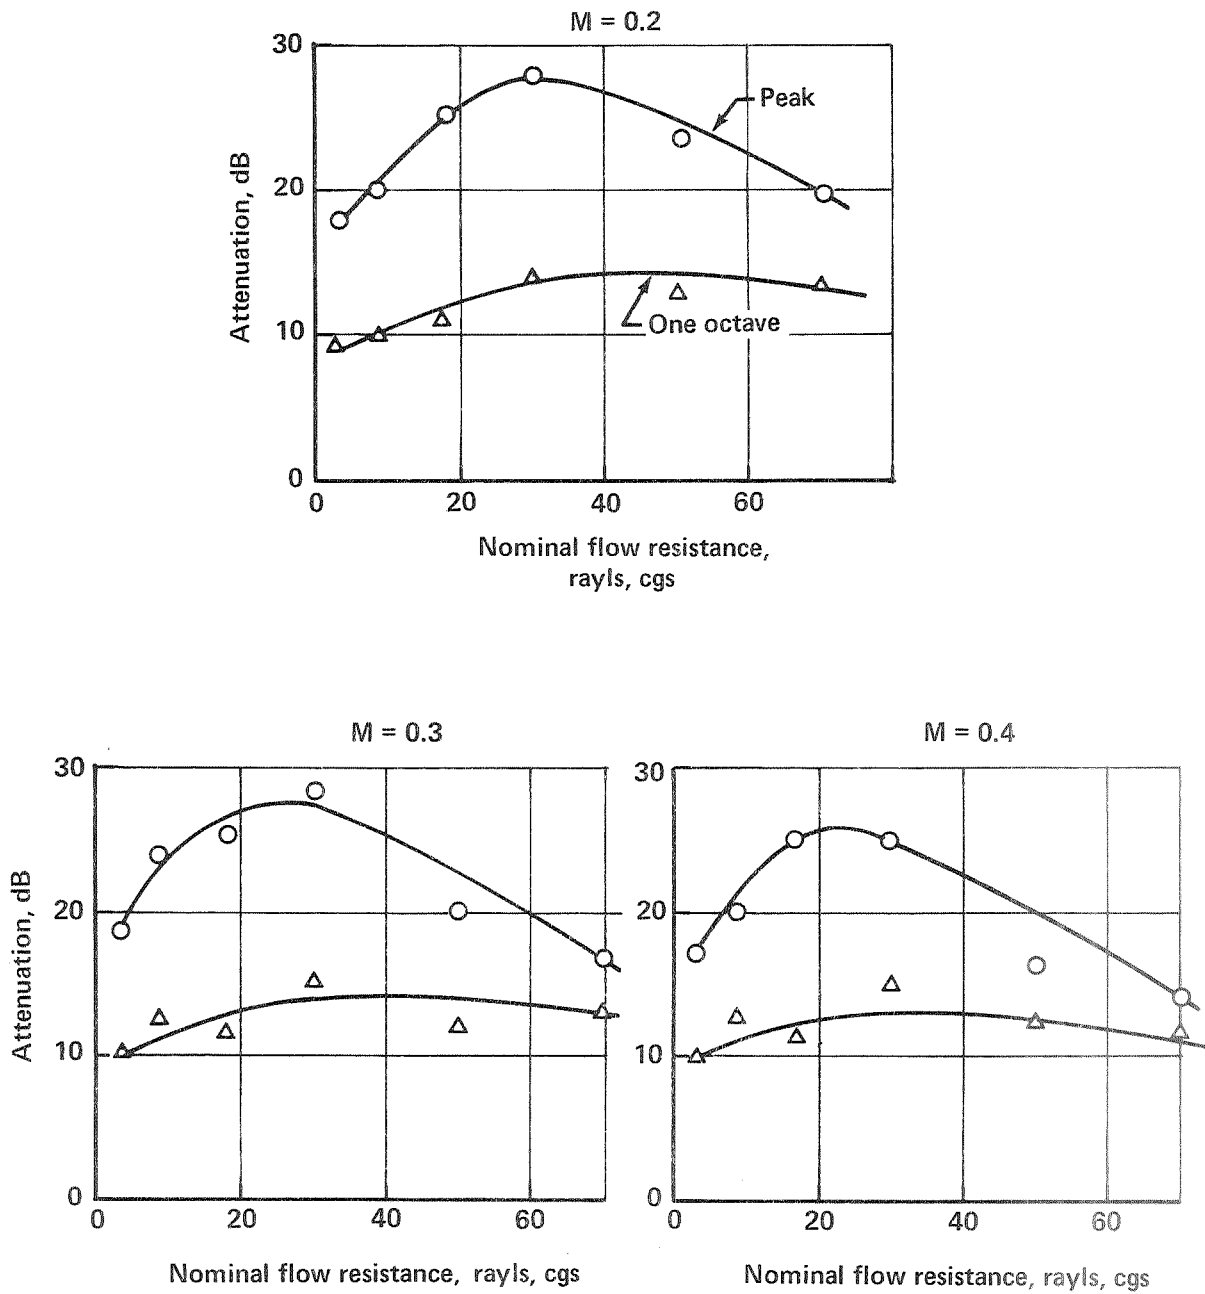 M = 0.2
30
Peak
20
Attenuation, dB
One octave
10
0
0 20 40 60
Nominal flow resistance,
rayls, cgs
M = 0.3
30
20
Attenuation, dB
10
0
0 20 40 60
Nominal flow resistance, rayls, cgs
M = 0.4
30
20
10
0
0 20 40 60
Nominal flow resistance, rayls, cgs